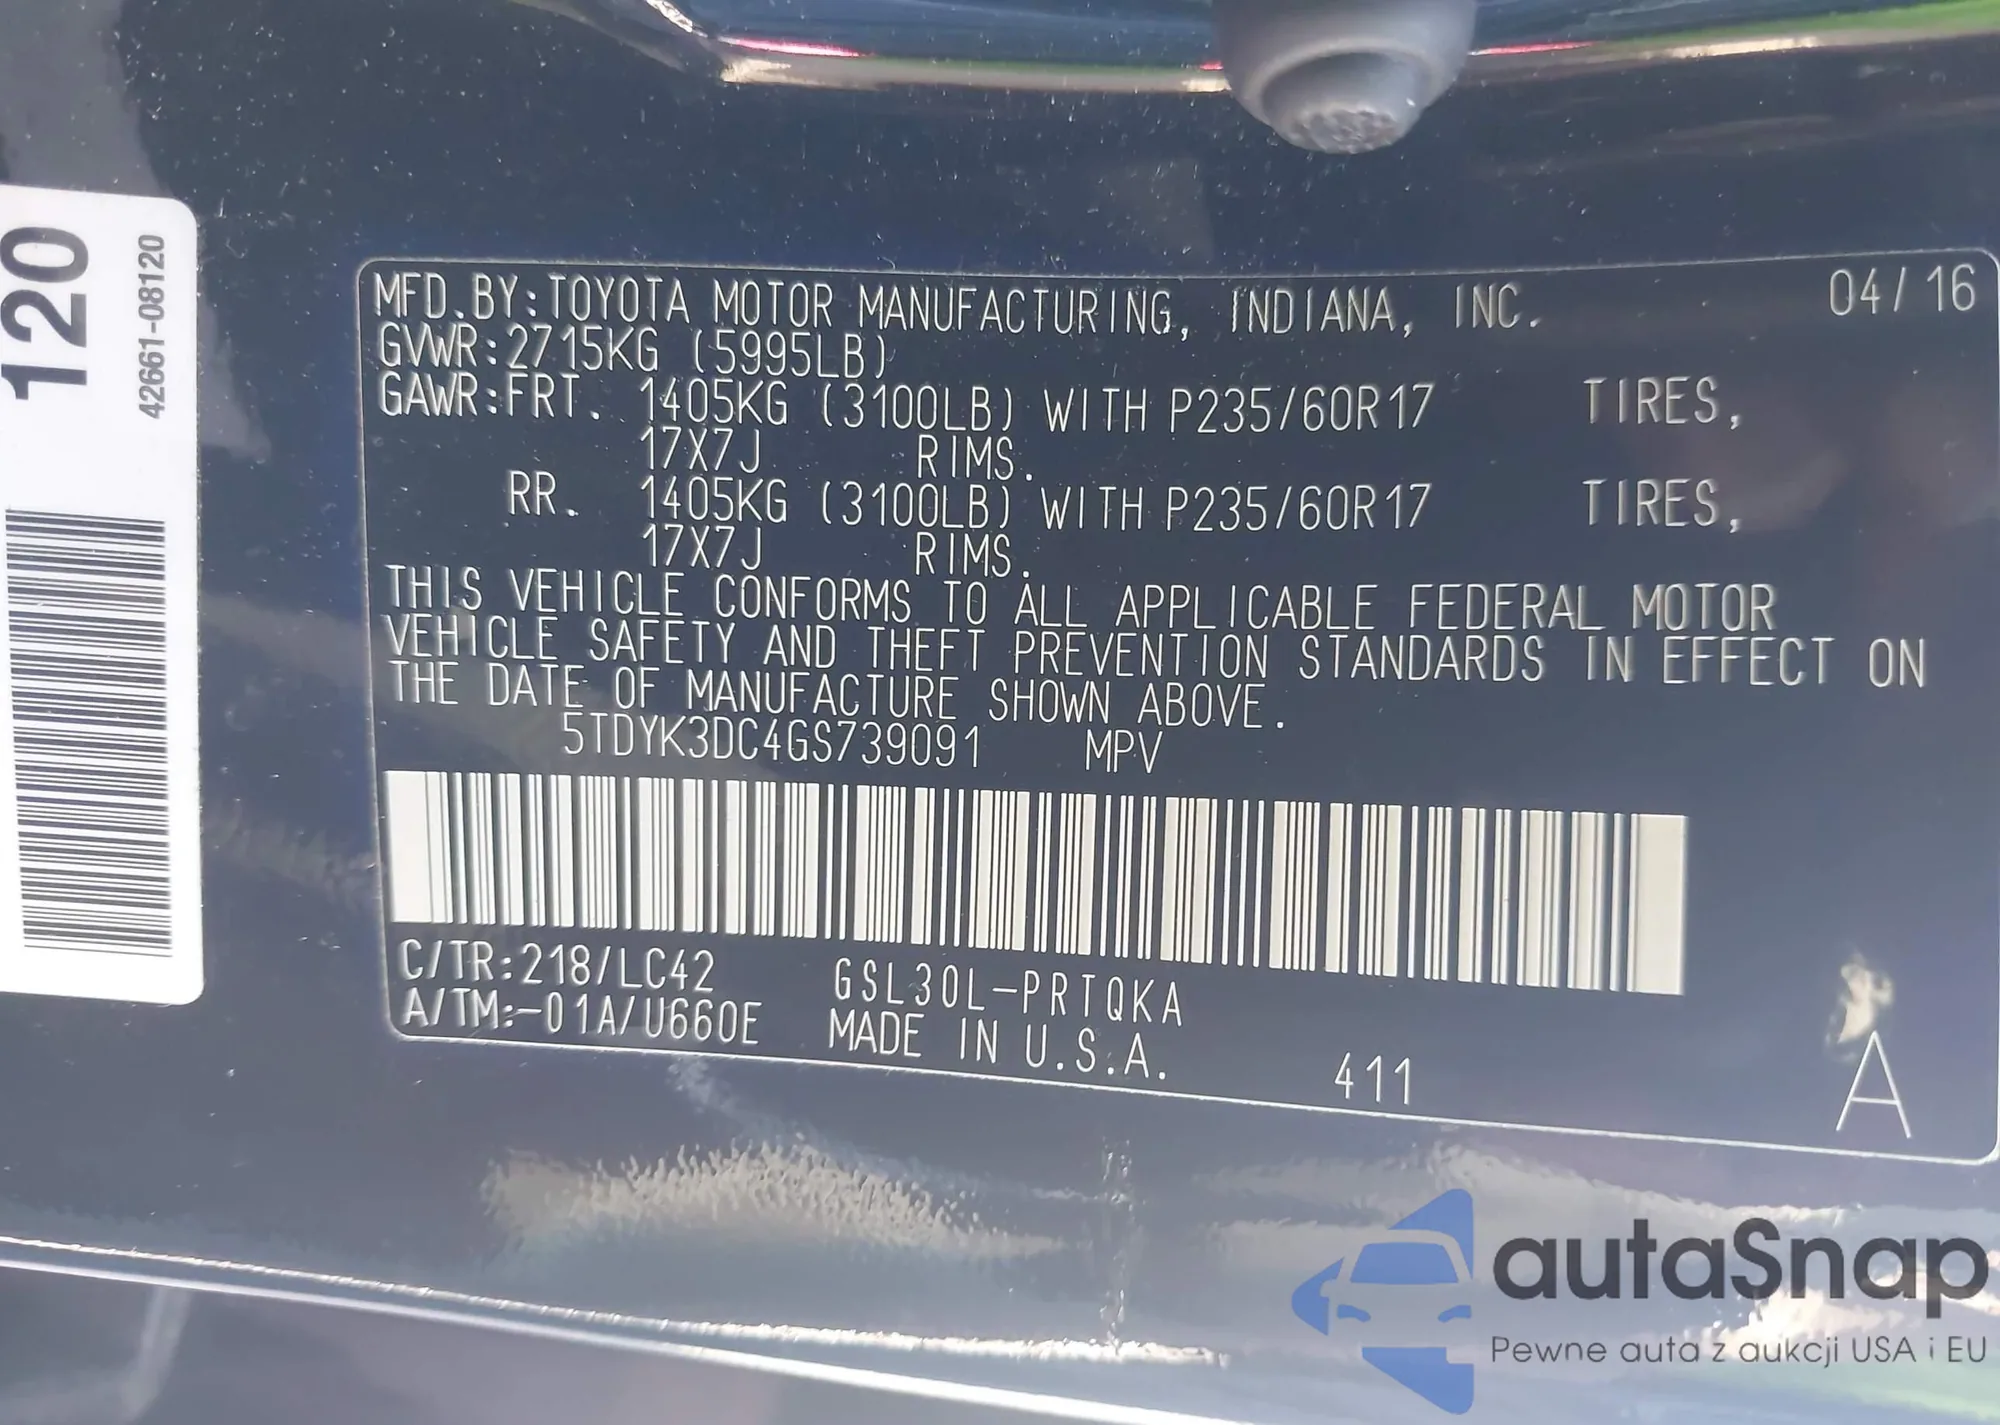 120
42661-08120
MFD.BY:TOYOTA MOTOR MANUFACTURING, INDIANA, INC. 04/16
GVWR:2715KG (5995LB)
GAWR:FRT. 1405KG (3100LB) WITH P235/60R17 TIRES,
17X7J RIMS.
RR. 1405KG (3100LB) WITH P235/60R17 TIRES,
17X7J RIMS.
THIS VEHICLE CONFORMS TO ALL APPLICABLE FEDERAL MOTOR
VEHICLE SAFETY AND THEFT PREVENTION STANDARDS IN EFFECT ON
THE DATE OF MANUFACTURE SHOWN ABOVE.
5TDYK3DC4GS739091 MPV
C/TR:218/LC42 GSL30L-PRTQKA
A/TM:-01A/U660E MADE IN U.S.A. 411 A
autaSnap
Pewne auta z aukcji USA i EU